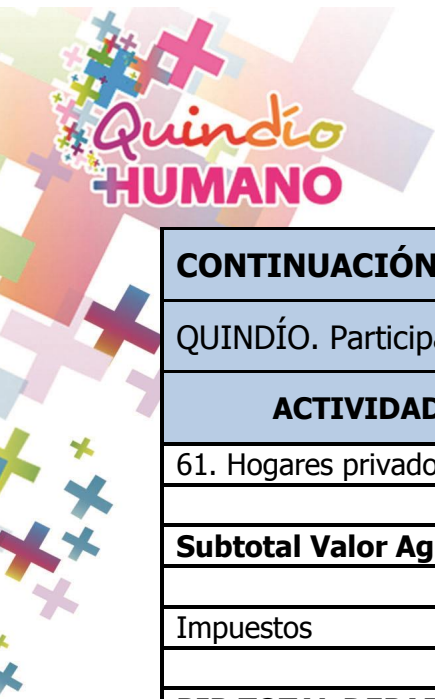 Quindío
HUMANO
CONTINUACIÓN
QUINDÍO. Particip
ACTIVIDAD
61. Hogares privado
Subtotal Valor Ag
Impuestos